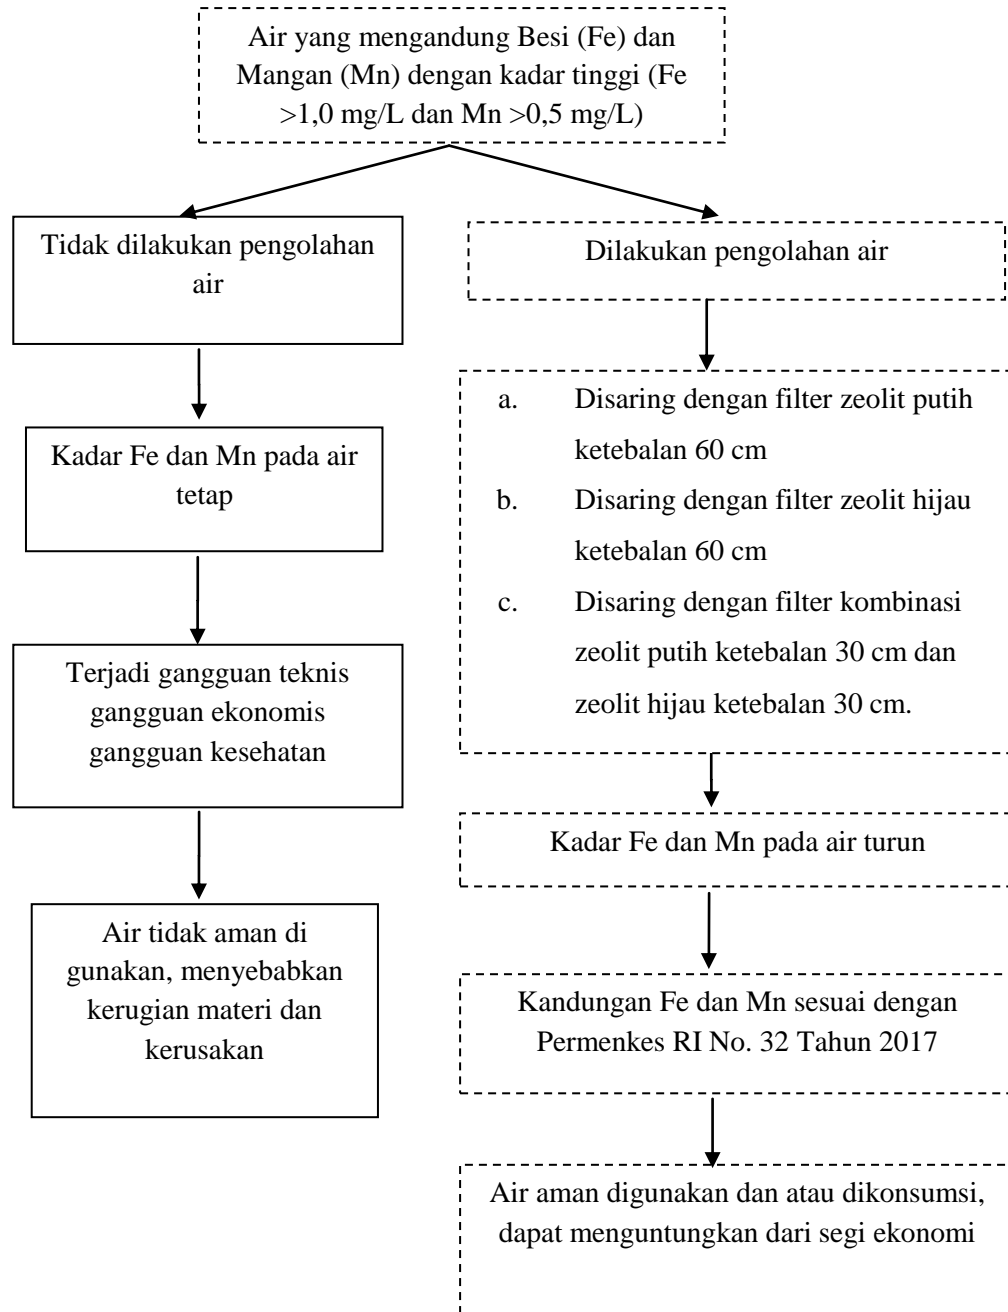 Air yang mengandung Besi (Fe) dan
Mangan (Mn) dengan kadar tinggi (Fe
>1,0 mg/L dan Mn >0,5 mg/L)
Tidak dilakukan pengolahan
air
Kadar Fe dan Mn pada air
tetap
Terjadi gangguan teknis
gangguan ekonomis
gangguan kesehatan
Air tidak aman di
gunakan, menyebabkan
kerugian materi dan
kerusakan
Dilakukan pengolahan air
a. Disaring dengan filter zeolit putih
ketebalan 60 cm
b. Disaring dengan filter zeolit hijau
ketebalan 60 cm
c. Disaring dengan filter kombinasi
zeolit putih ketebalan 30 cm dan
zeolit hijau ketebalan 30 cm.
Kadar Fe dan Mn pada air turun
Kandungan Fe dan Mn sesuai dengan
Permenkes RI No. 32 Tahun 2017
Air aman digunakan dan atau dikonsumsi,
dapat menguntungkan dari segi ekonomi